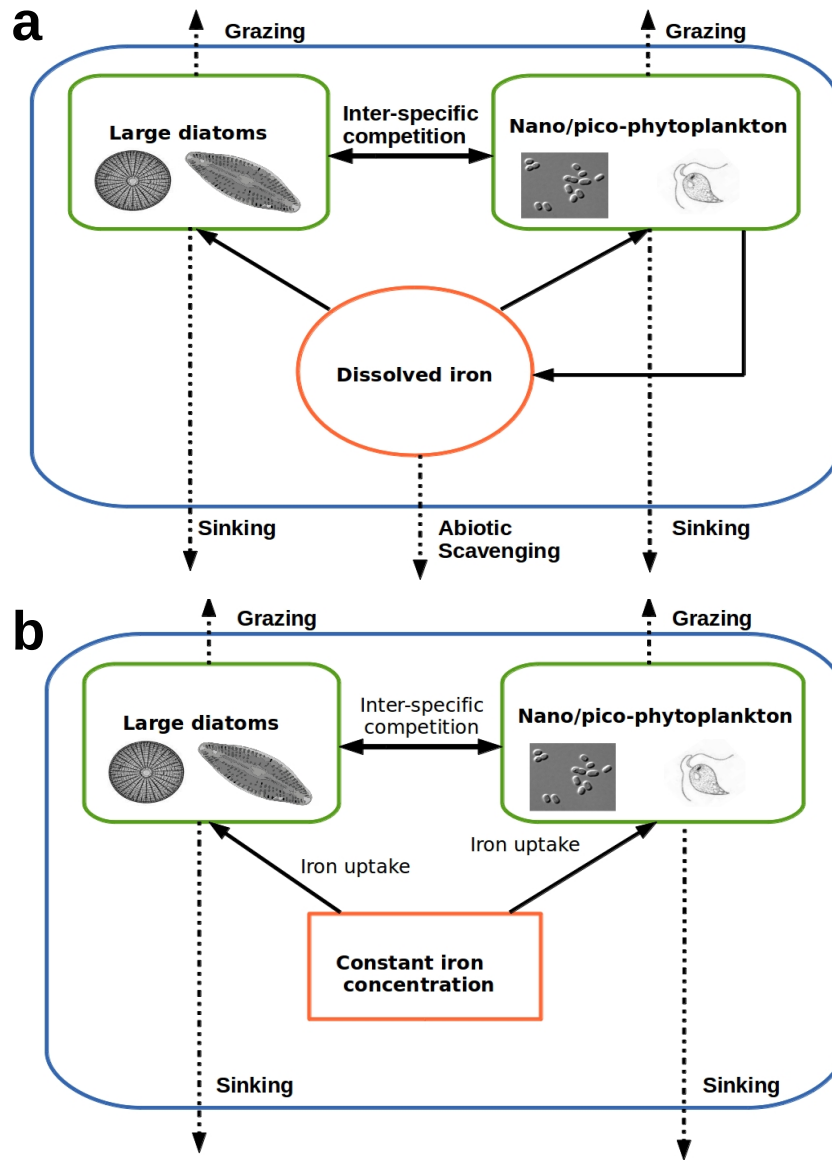 a
Grazing
Grazing
Inter-specific
competition
Large diatoms
Nano/pico-phytoplankton
Dissolved iron
Sinking
Abiotic
Scavenging
Sinking
b
Grazing
Grazing
Inter-specific
competition
Large diatoms
Nano/pico-phytoplankton
Iron uptake
Iron uptake
Constant iron
concentration
Sinking
Sinking